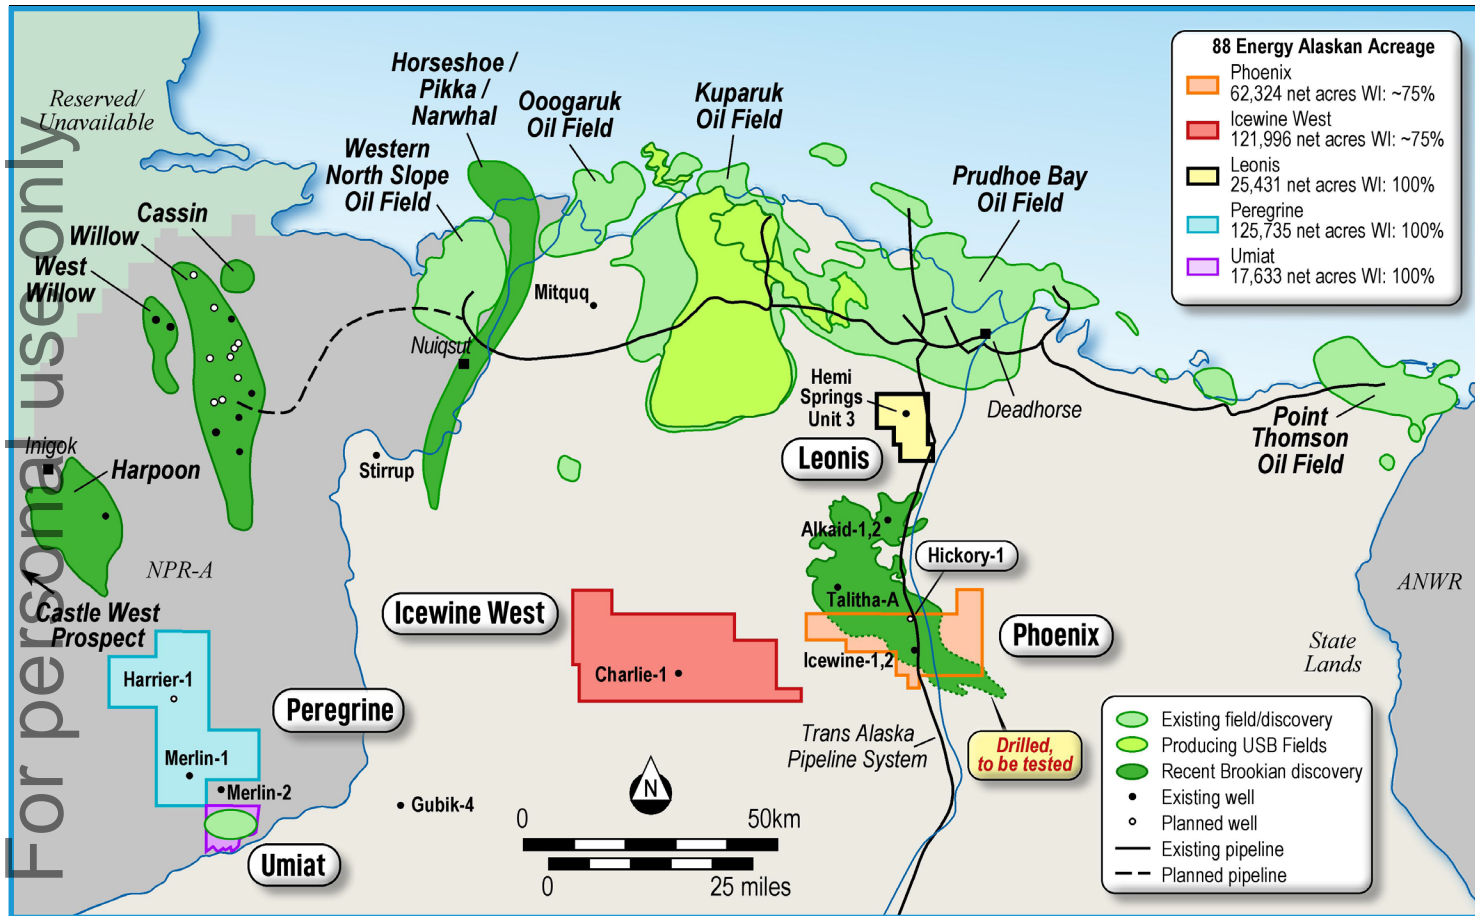 For personal use only
Reserved/
Unavailable
Horseshoe /
Pikka /
Narwhal
Ooogaruk
Oil Field
Kuparuk
Oil Field
Western
North Slope
Oil Field
Prudhoe Bay
Oil Field
Cassin
Willow
West
Willow
Mitquq
Nuiqsut
Hemi
Springs
Unit 3
Deadhorse
Point
Thomson
Oil Field
Leonis
Stirrup
Inigok
Harpoon
Alkaid-1,2
Hickory-1
NPR-A
ANWR
Castle West
Prospect
Talitha-A
Icewine West
Phoenix
State
Lands
Icewine-1,2
Charlie-1
Harrier-1
Peregrine
Trans Alaska
Pipeline System
Drilled,
to be tested
Merlin-1
Merlin-2
Gubik-4
N
0 50km
0 25 miles
Umiat
88 Energy Alaskan Acreage
Phoenix
62,324 net acres WI: ~75%
Icewine West
121,996 net acres WI: ~75%
Leonis
25,431 net acres WI: 100%
Peregrine
125,735 net acres WI: 100%
Umiat
17,633 net acres WI: 100%
Existing field/discovery
Producing USB Fields
Recent Brookian discovery
Existing well
Planned well
Existing pipeline
Planned pipeline